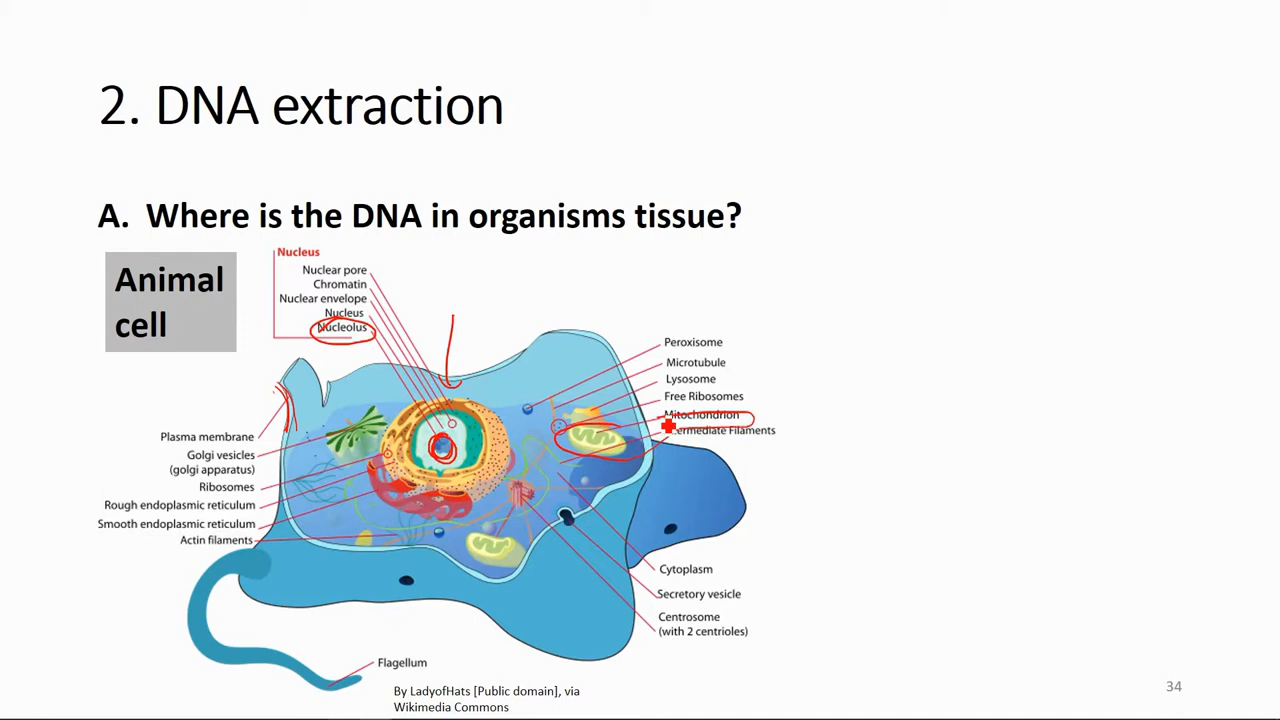 2. DNA extraction
A. Where is the DNA in organisms tissue?
Animal
cell
Nucleus
Nuclear pore
Chromatin
Nuclear envelope
Nucleus
Nucleolus
Peroxisome
Microtubule
Lysosome
Free Ribosomes
Mitochondrion
ermediate Filaments
Plasma membrane
Golgi vesicles
(golgi apparatus)
Ribosomes
Rough endoplasmic reticulum
Smooth endoplasmic reticulum
Actin filaments
Cytoplasm
Secretory vesicle
Centrosome
(with 2 centrioles)
Flagellum
By LadyofHats [Public domain], via
Wikimedia Commons
34